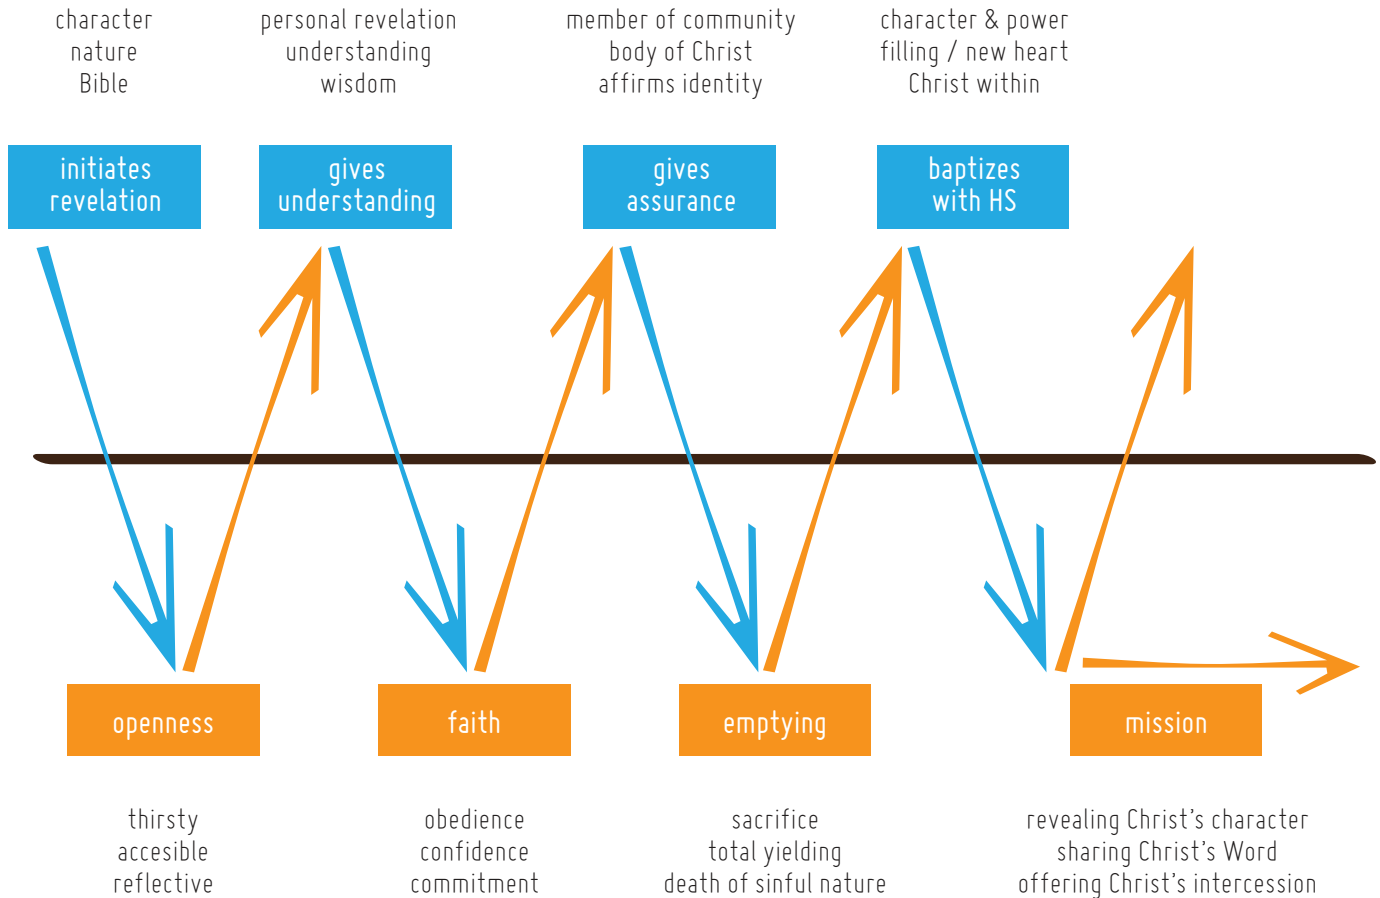 character
nature
Bible
personal revelation
understanding
wisdom
member of community
body of Christ
affirms identity
character & power
filling / new heart
Christ within
initiates
revelation
gives
understanding
gives
assurance
baptizes
with HS
openness
faith
emptying
mission
thirsty
accesible
reflective
obedience
confidence
commitment
sacrifice
total yielding
death of sinful nature
revealing Christ's character
sharing Christ's Word
offering Christ's intercession